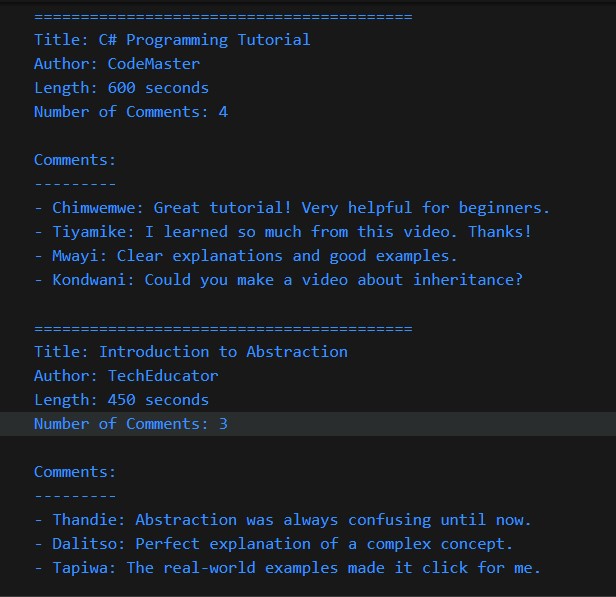 =========================================
Title: C# Programming Tutorial
Author: CodeMaster
Length: 600 seconds
Number of Comments: 4
Comments:
---------
- Chimwemwe: Great tutorial! Very helpful for beginners.
- Tiyamike: I learned so much from this video. Thanks!
- Mwayi: Clear explanations and good examples.
- Kondwani: Could you make a video about inheritance?
=========================================
Title: Introduction to Abstraction
Author: TechEducator
Length: 450 seconds
Number of Comments: 3
Comments:
---------
- Thandie: Abstraction was always confusing until now.
- Dalitso: Perfect explanation of a complex concept.
- Tapiwa: The real-world examples made it click for me.